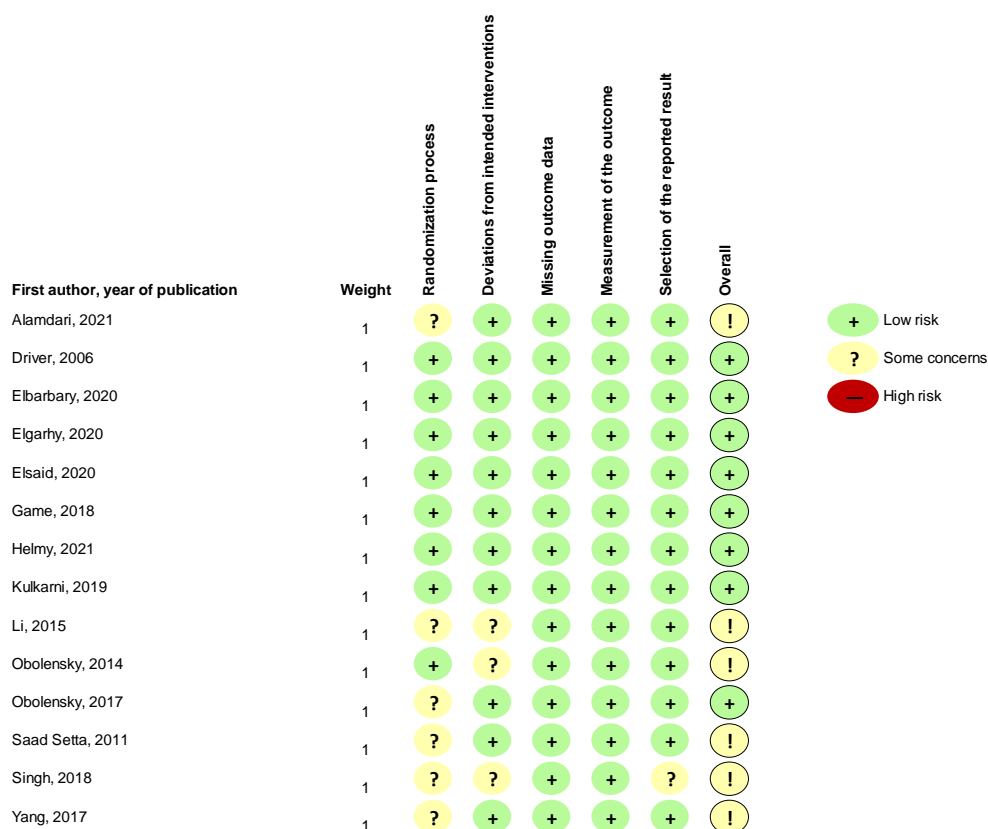 First author, year of publication Weight Randomization process Deviations from intended interventions Missing outcome data Measurement of the outcome Selection of the reported result Overall
Alamdari, 2021 1 ? + + + + !
Driver, 2006 1 + + + + + +
Elbarbary, 2020 1 + + + + + +
Elgarhy, 2020 1 + + + + + +
Elsaid, 2020 1 + + + + + +
Game, 2018 1 + + + + + +
Helmy, 2021 1 + + + + + +
Kulkarni, 2019 1 + + + + + +
Li, 2015 1 ? ? + + + !
Obolensky, 2014 1 + ? + + + !
Obolensky, 2017 1 ? + + + + +
Saad Setta, 2011 1 ? + + + + !
Singh, 2018 1 ? ? + + ? !
Yang, 2017 1 ? + + + + !
+ Low risk
? Some concerns
— High risk